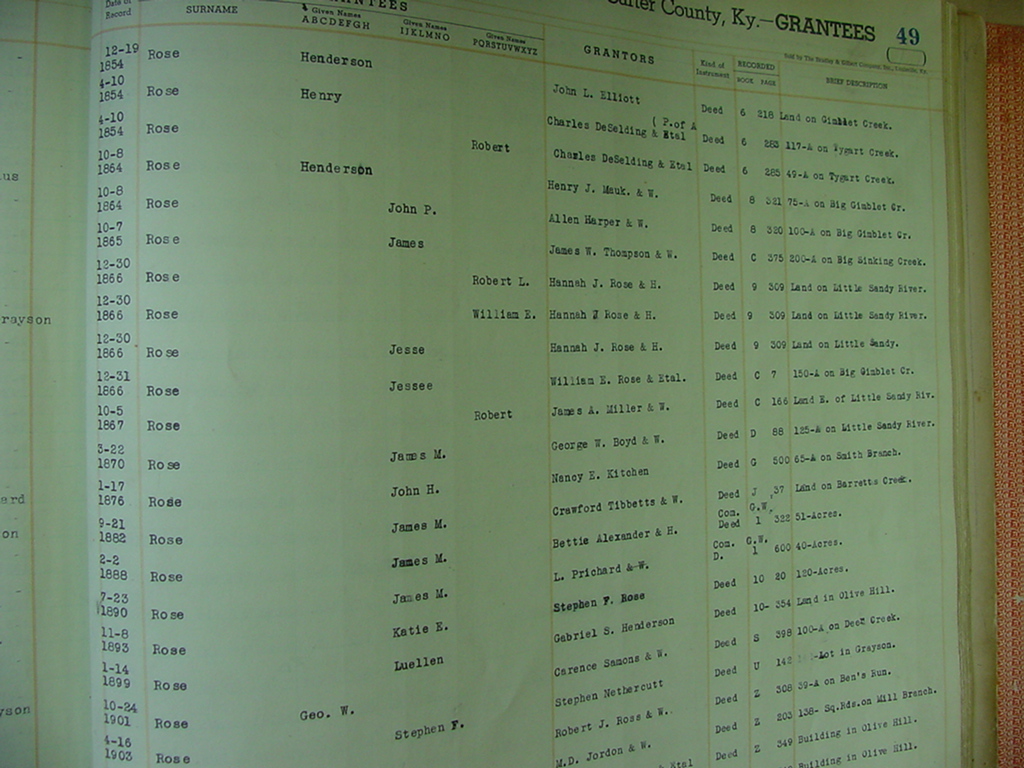 Carter County, Ky.—GRANTEES 49
GRANTEES
Date of Record SURNAME Given Names ABCDEFGH Given Names IJKLMNO Given Names PQRSTUVWXYZ GRANTORS Kind of Instrument RECORDED BOOK PAGE BRIEF DESCRIPTION
12-19 1854 Rose Henderson John L. Elliott Deed 6 218 Land on Gimblet Creek.
( P.of A
4-10 1854 Rose Henry Charles DeSelding & Etal Deed 6 283 117-A on Tygart Creek.
4-10 1854 Rose Robert Chazles DeSelding & Etal Deed 6 285 49-A on Tygart Creek.
10-8 1864 Rose Henderson Henry J. Mauk. & W. Deed 8 321 75-A on Big Gimblet Cr.
10-8 1864 Rose John P. Allen Harper & W. Deed 8 320 100-A on Big Gimblet Cr.
10-7 1865 Rose James James W. Thompson & W. Deed C 375 200-A on Big Sinking Creek.
12-30 1866 Rose Robert L. Hannah J. Rose & H. Deed 9 309 Land on Little Sandy River.
12-30 1866 Rose William E. Hannah J Rose & H. Deed 9 309 Land on Little Sandy River.
12-30 1866 Rose Jesse Hannah J. Rose & H. Deed 9 309 Land on Little Sandy.
12-31 1866 Rose Jessee William E. Rose & Etal. Deed C 7 150-A on Big Gimblet Cr.
10-5 1867 Rose Robert James A. Miller & W. Deed C 166 Land E. of Little Sandy Riv.
3-22 1870 Rose James M. George W. Boyd & W. Deed D 88 125-A on Little Sandy River.
1-17 1876 Rose John H. Nancy E. Kitchen Deed G 500 65-A on Smith Branch.
9-21 1882 Rose James M. Crawford Tibbetts & W. Deed J 37 Land on Barretts Creek.
2-2 1888 Rose James M. Bettie Alexander & H. Com. Deed G.W. 1 322 51-Acres.
7-23 1890 Rose James M. L. Prichard & W. Com. D. G.W. 1 600 40-Acres.
11-8 1893 Rose Katie E. Stephen F. Rose Deed 10 20 120-Acres.
1-14 1899 Rose Luellen Gabriel S. Henderson Deed 10- 354 Land in Olive Hill.
10-24 1901 Rose Geo. W. Carence Samons & W. Deed S 398 100-A on Deer Creek.
4-16 1903 Rose Stephen F. Stephen Nethercutt Deed U 142 Lot in Grayson.
Robert J. Ross & W. Deed Z 308 39-A on Ben's Run.
M.D. Jordon & W. Deed Z 203 138- Sq.Rds.on Mill Branch.
Etal Deed Z 349 Building in Olive Hill.
Building in Olive Hill.